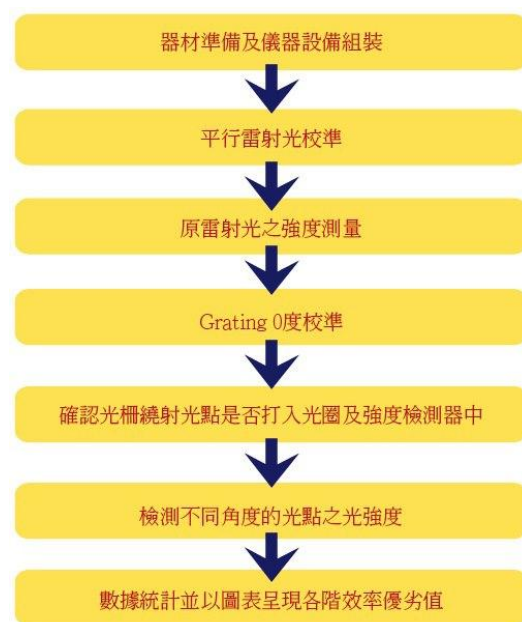 器材準備及儀器設備組裝
平行雷射光校準
原雷射光之強度測量
Grating 0度校準
確認光柵繞射光點是否打入光圈及強度檢測器中
檢測不同角度的光點之光強度
數據統計並以圖表呈現各階效率優劣值